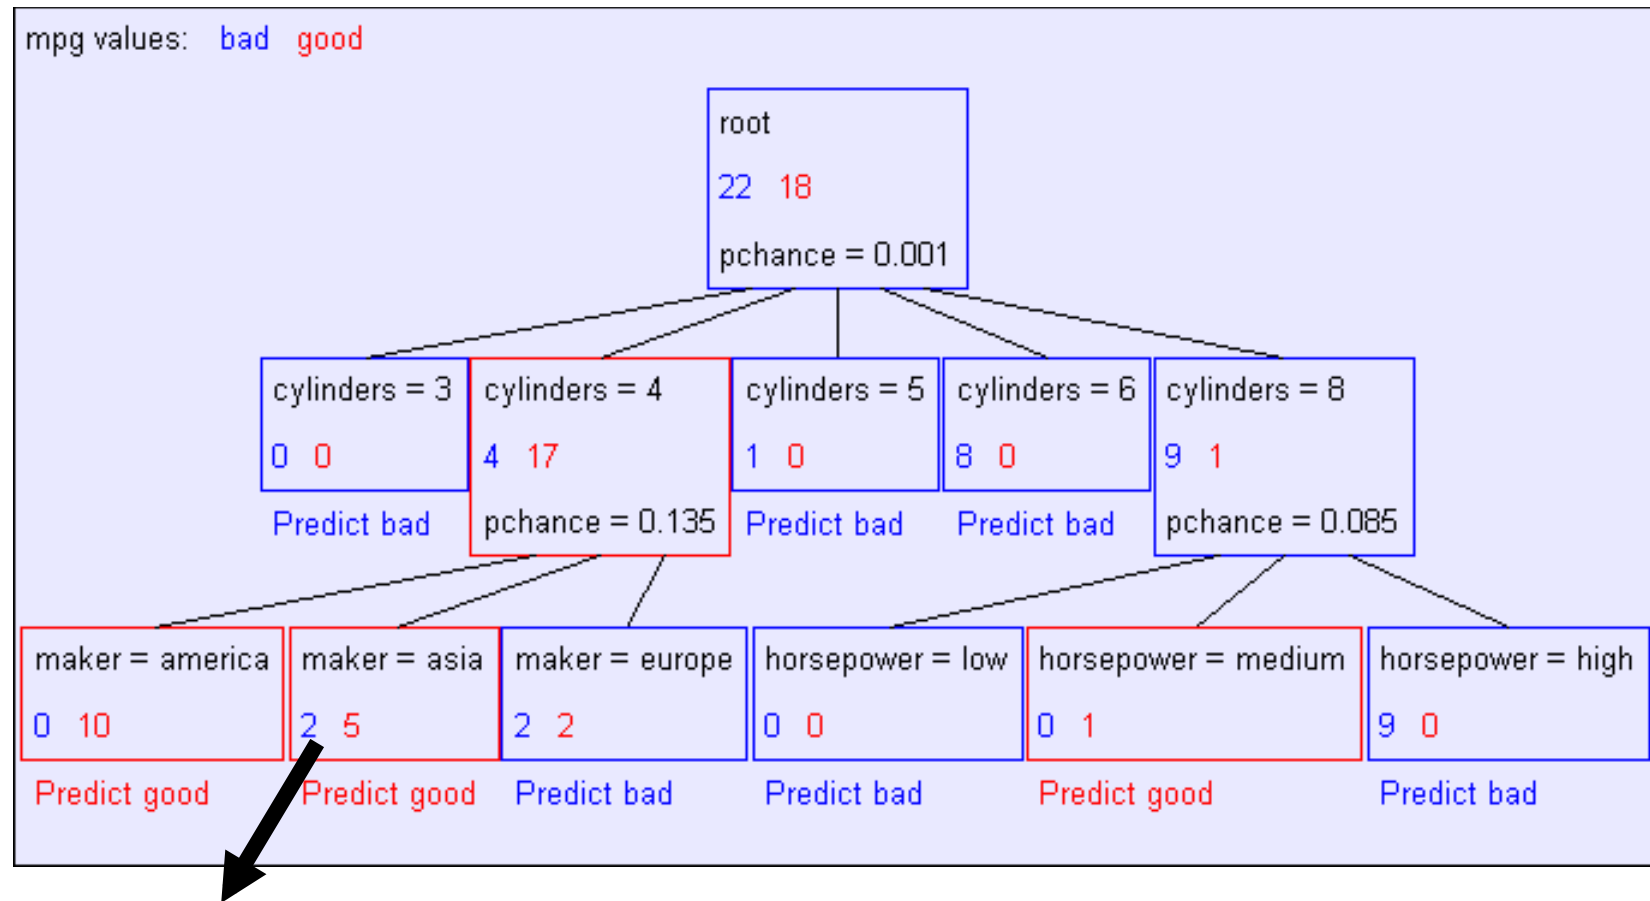 mpg values: bad good
root
22 18
pchance = 0.001
cylinders = 3 cylinders = 4 cylinders = 5 cylinders = 6 cylinders = 8
0 0 4 17 1 0 8 0 9 1
Predict bad pchance = 0.135 Predict bad Predict bad pchance = 0.085
maker = america maker = asia maker = europe horsepower = low horsepower = medium horsepower = high
0 10 2 5 2 2 0 0 0 1 9 0
Predict good Predict good Predict bad Predict bad Predict good Predict bad